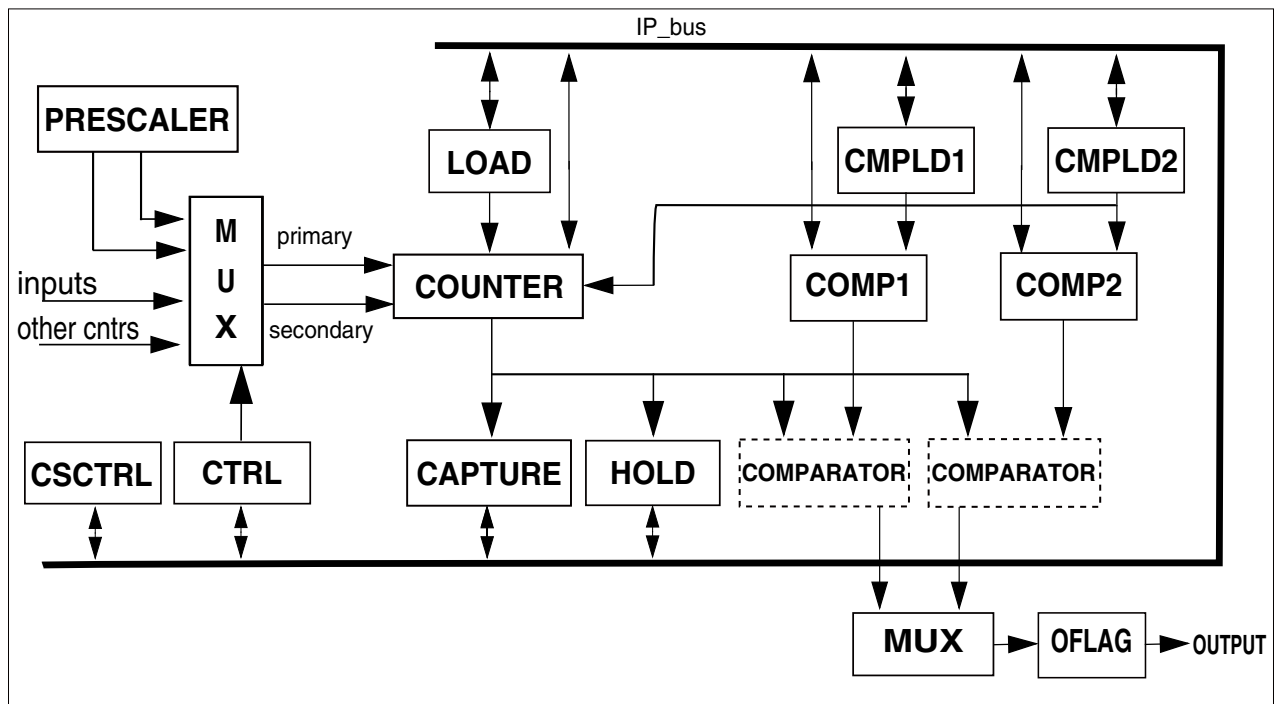 IP_bus
PRESCALER
LOAD
CMPLD1
CMPLD2
M
U
X
primary
secondary
inputs
other cntrs
COUNTER
COMP1
COMP2
CSCTRL
CTRL
CAPTURE
HOLD
COMPARATOR
COMPARATOR
MUX
OFLAG
OUTPUT